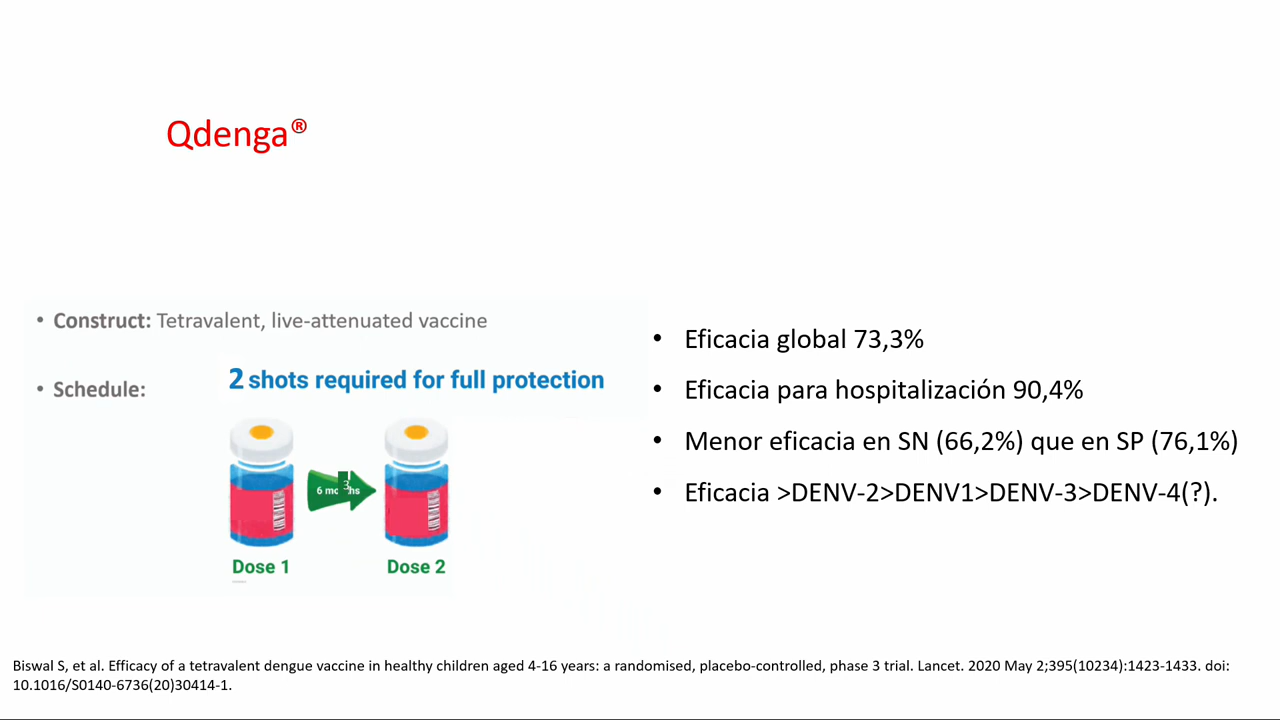 Qdenga®
• Construct: Tetravalent, live-attenuated vaccine
• Schedule:
2 shots required for full protection
6 mo 3 hs
Dose 1
Dose 2
• Eficacia global 73,3%
• Eficacia para hospitalización 90,4%
• Menor eficacia en SN (66,2%) que en SP (76,1%)
• Eficacia >DENV-2>DENV1>DENV-3>DENV-4(?).
Biswal S, et al. Efficacy of a tetravalent dengue vaccine in healthy children aged 4-16 years: a randomised, placebo-controlled, phase 3 trial. Lancet. 2020 May 2;395(10234):1423-1433. doi:
10.1016/S0140-6736(20)30414-1.